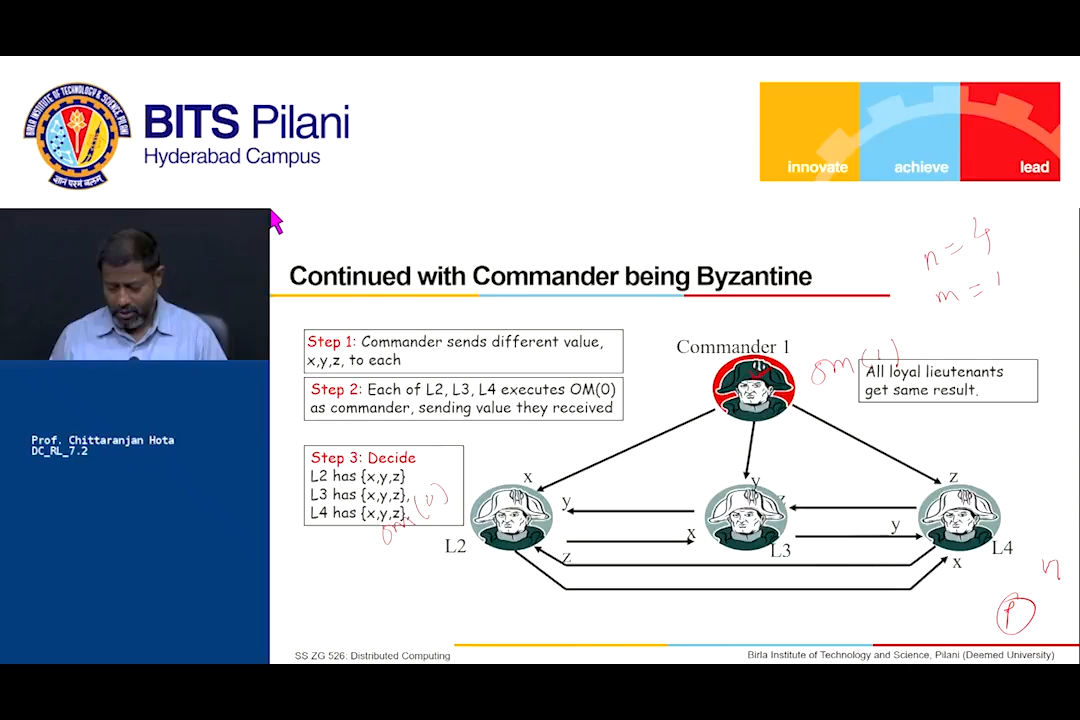 BITS Pilani
Hyderabad Campus
innovate
achieve
lead
Prof. Chittaranjan Hota
DC_RL_7.2
Continued with Commander being Byzantine
n = 4
m = 1
Step 1: Commander sends different value,
x,y,z, to each
Step 2: Each of L2, L3, L4 executes OM(0)
as commander, sending value they received
Step 3: Decide
L2 has {x,y,z}
L3 has {x,y,z},
L4 has {x,y,z},
om(0)
Commander 1
om(1)
All loyal lieutenants
get same result.
x
y
z
y
z
x
y
z
x
L2
L3
L4
n
P
SS ZG 526: Distributed Computing
Birla Institute of Technology and Science, Pilani (Deemed University)